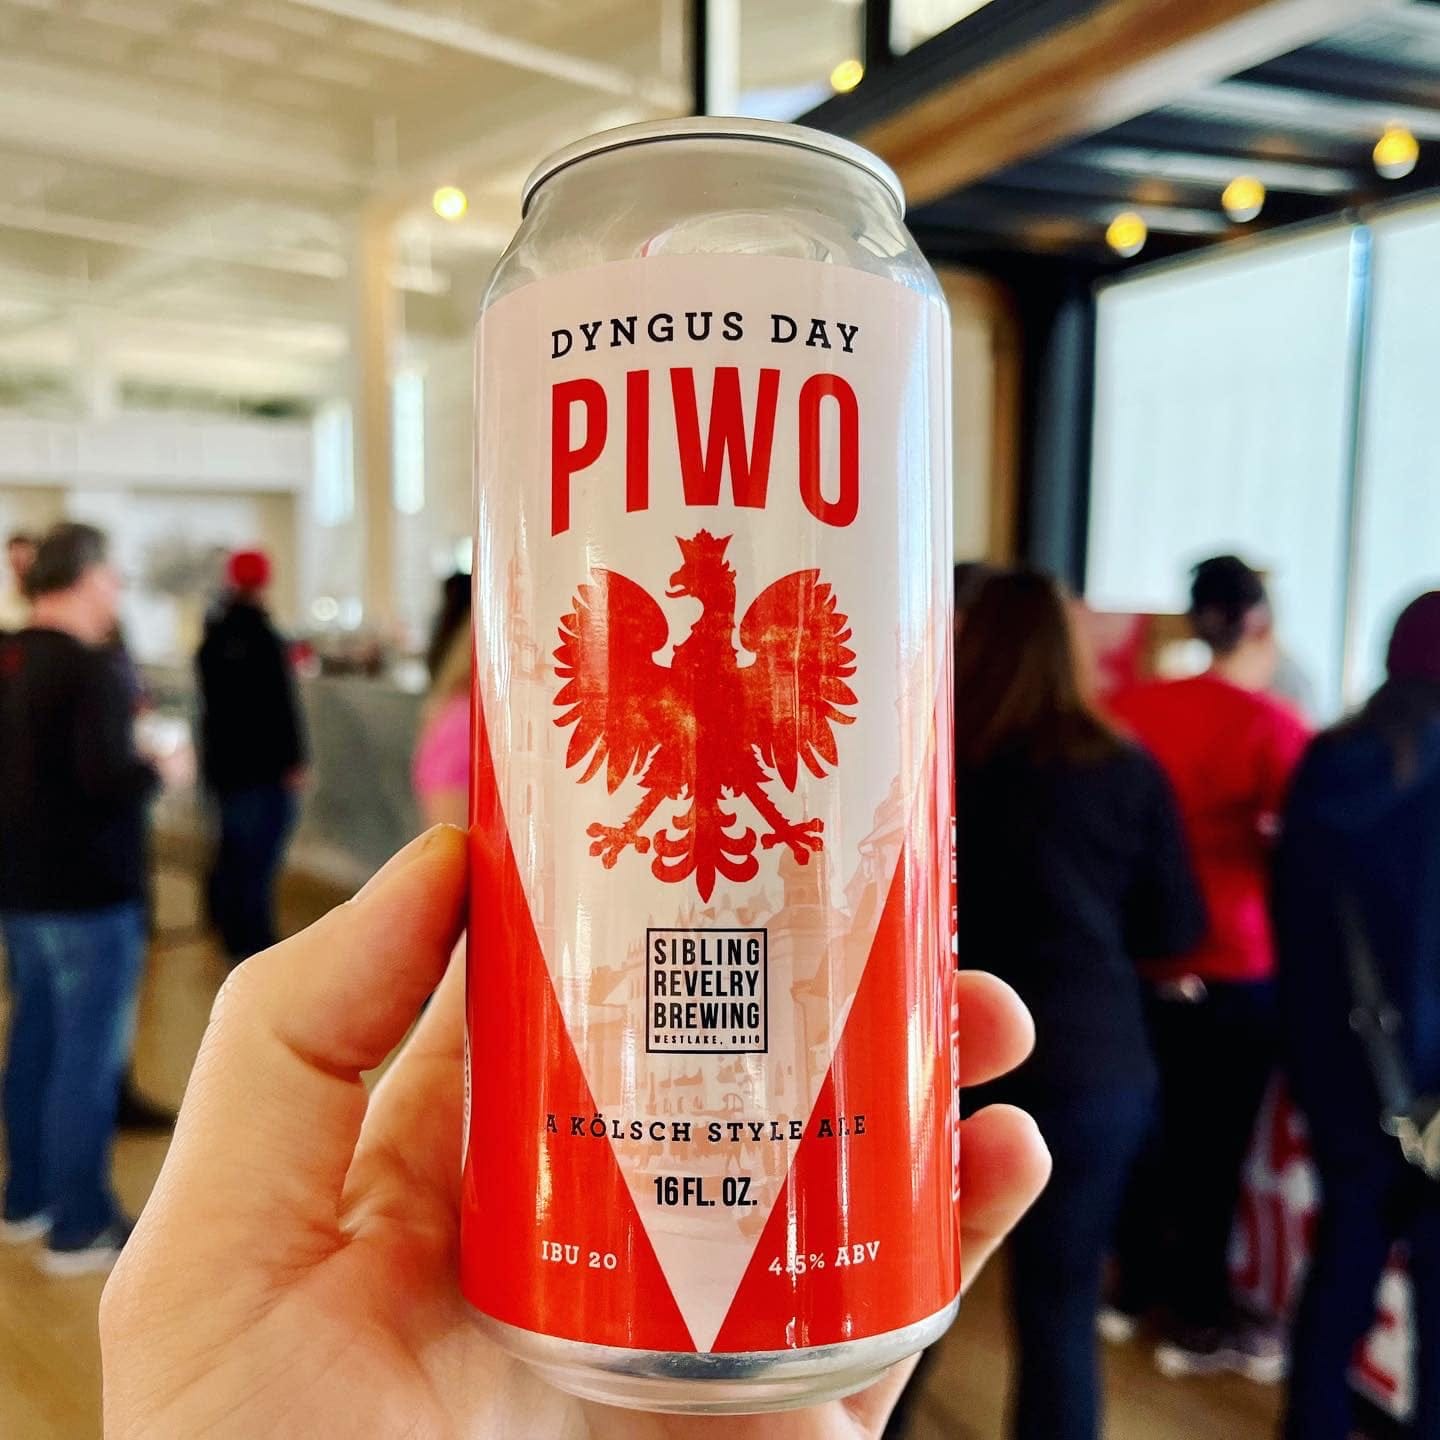 DYNGUS DAY
PIWO
SIBLING
REVELRY
BREWING
WESTLAKE, OHIO
A KÖLSCH STYLE ALE
16 FL. OZ.
IBU 20
4.5% ABV